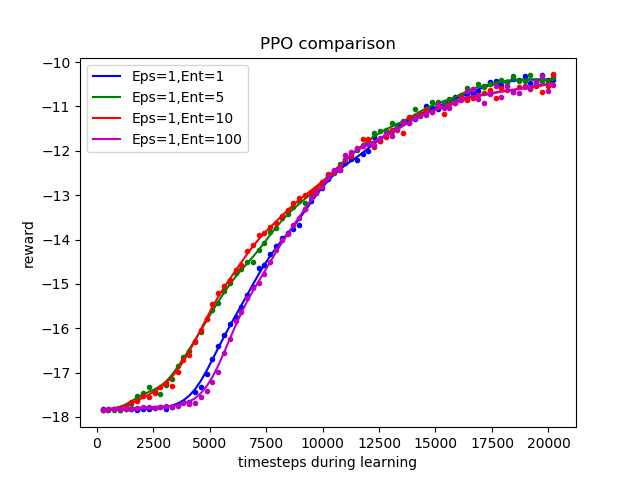 PPO comparison
Eps=1,Ent=1
Eps=1,Ent=5
Eps=1,Ent=10
Eps=1,Ent=100
−10
−11
−12
−13
−14
−15
−16
−17
−18
reward
0 2500 5000 7500 10000 12500 15000 17500 20000
timesteps during learning